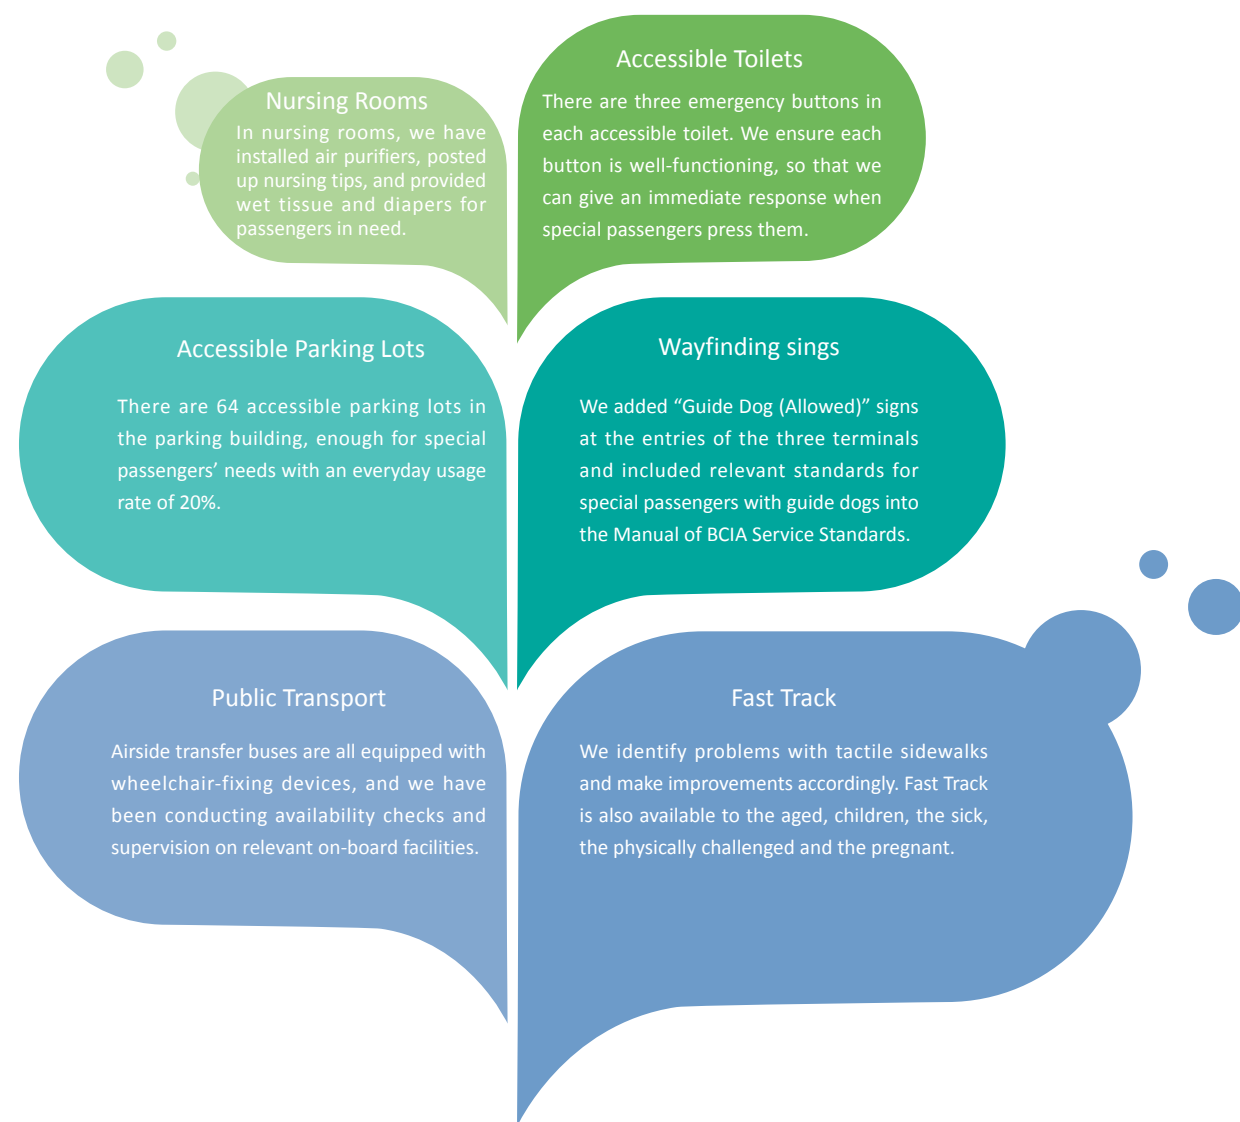 Nursing Rooms
In nursing rooms, we have
installed air purifiers, posted
up nursing tips, and provided
wet tissue and diapers for
passengers in need.
Accessible Toilets
There are three emergency buttons in
each accessible toilet. We ensure each
button is well-functioning, so that we
can give an immediate response when
special passengers press them.
Accessible Parking Lots
There are 64 accessible parking lots in
the parking building, enough for special
passengers’ needs with an everyday usage
rate of 20%.
Wayfinding sings
We added “Guide Dog (Allowed)” signs
at the entries of the three terminals
and included relevant standards for
special passengers with guide dogs into
the Manual of BCIA Service Standards.
Public Transport
Airside transfer buses are all equipped with
wheelchair-fixing devices, and we have
been conducting availability checks and
supervision on relevant on-board facilities.
Fast Track
We identify problems with tactile sidewalks
and make improvements accordingly. Fast Track
is also available to the aged, children, the sick,
the physically challenged and the pregnant.